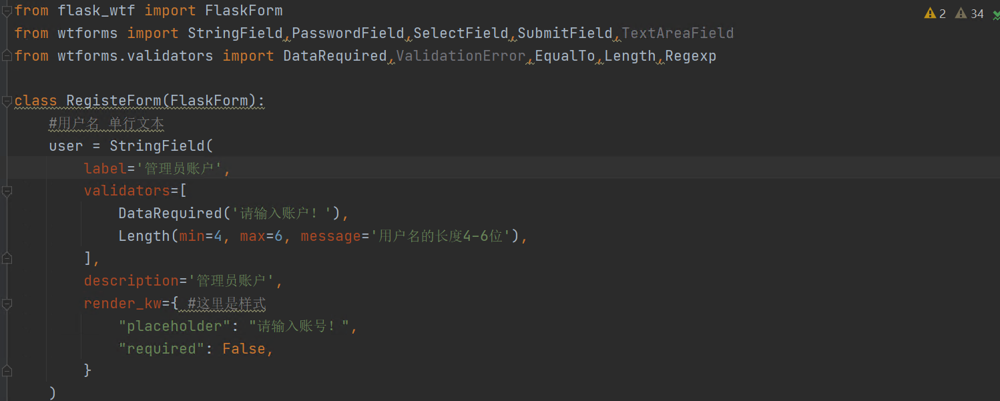 from flask_wtf import FlaskForm
from wtforms import StringField,PasswordField,SelectField,SubmitField,TextAreaField
from wtforms.validators import DataRequired,ValidationError,EqualTo,Length,Regexp
class RegisteForm(FlaskForm):
    #用户名 单行文本
    user = StringField(
        label='管理员账户',
        validators=[
            DataRequired('请输入账户！'),
            Length(min=4, max=6, message='用户名的长度4-6位'),
        ],
        description='管理员账户',
        render_kw={ #这里是样式
            "placeholder": "请输入账号！",
            "required": False,
        }
    )
2 34